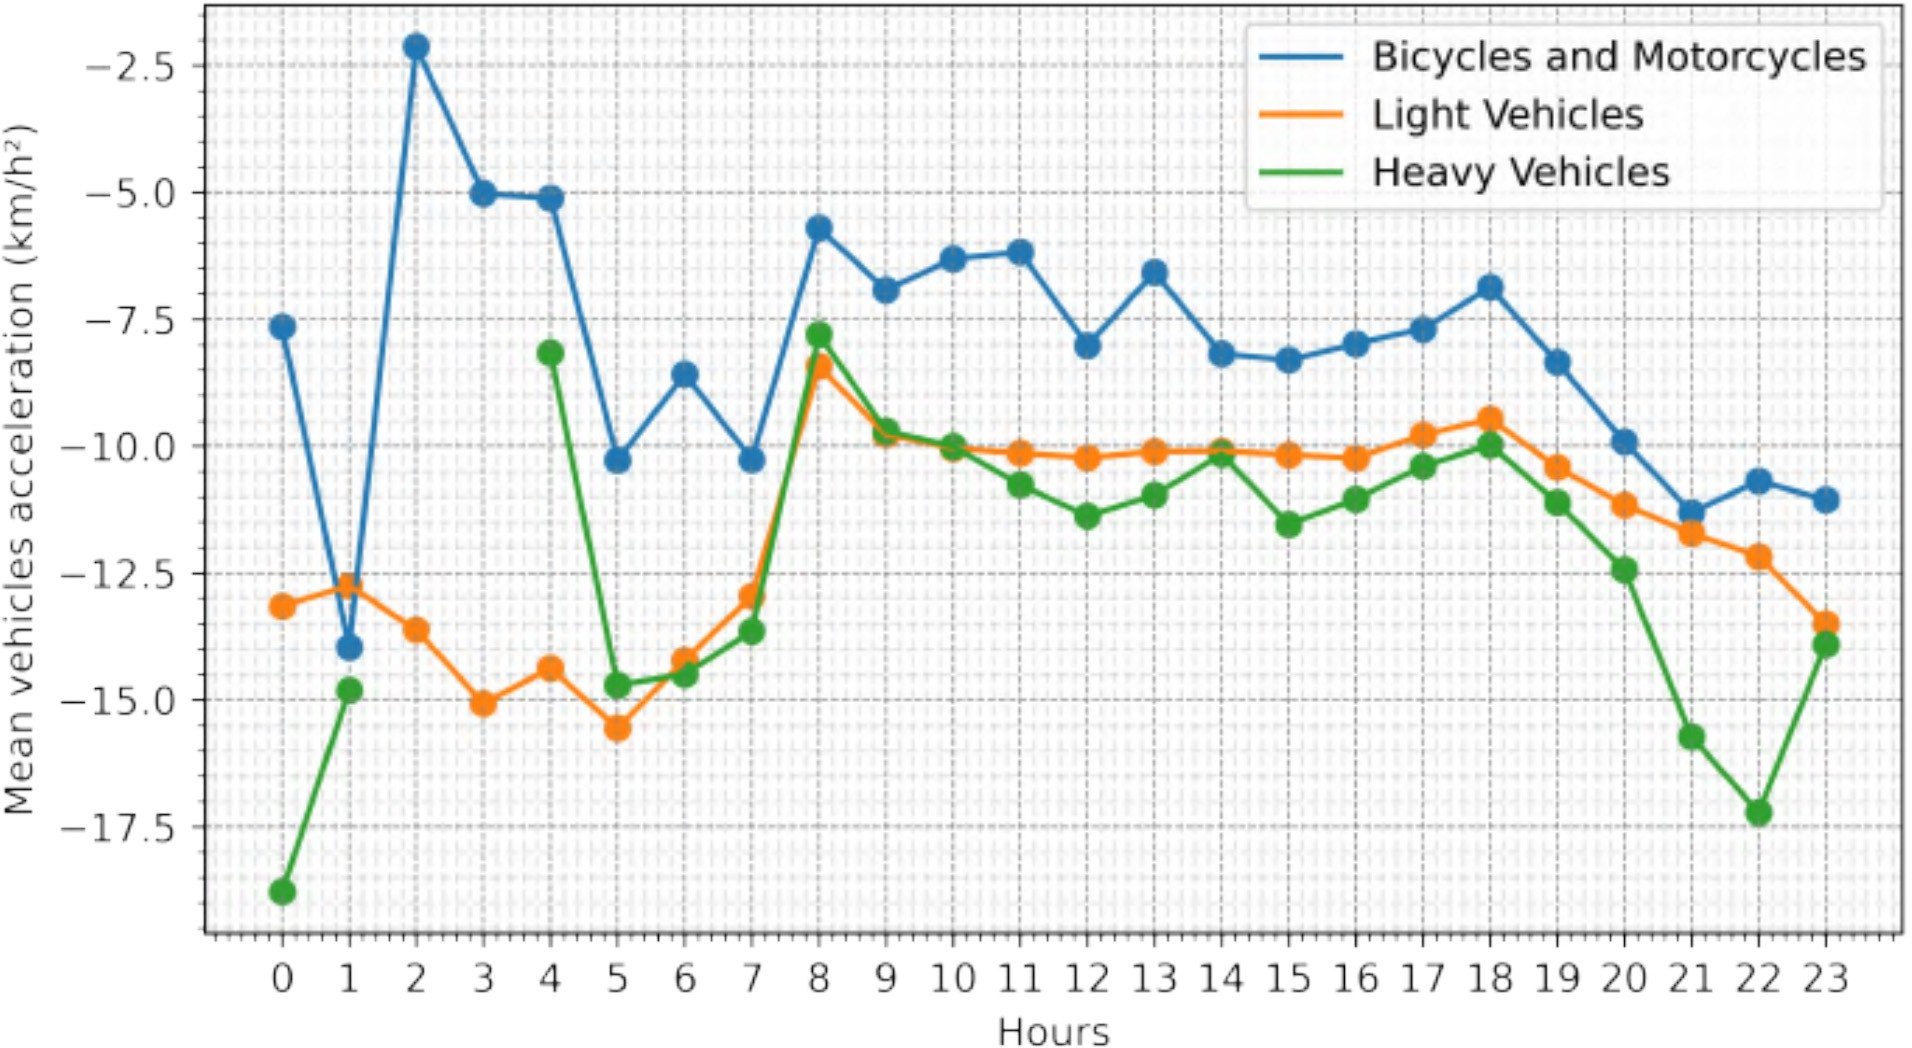 Mean vehicles acceleration (km/h²)
−2.5
−5.0
−7.5
−10.0
−12.5
−15.0
−17.5
Bicycles and Motorcycles
Light Vehicles
Heavy Vehicles
0 1 2 3 4 5 6 7 8 9 10 11 12 13 14 15 16 17 18 19 20 21 22 23
Hours